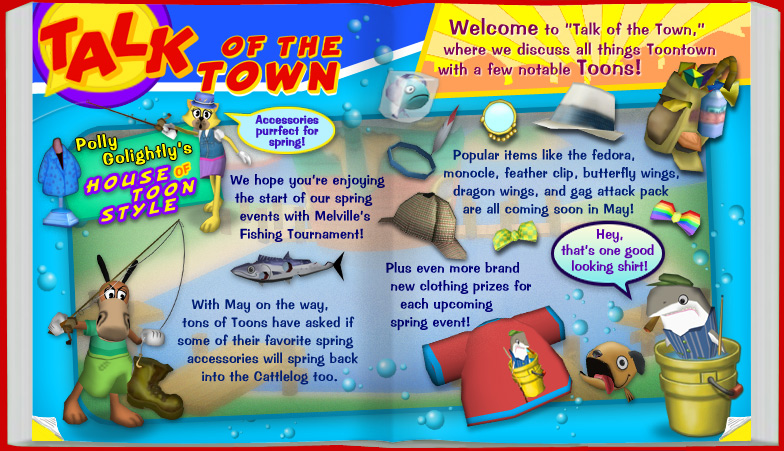 TALK
OF THE
TOWN
Welcome to "Talk of the Town,"
where we discuss all things Toontown
with a few notable Toons!
Accessories
purrfect for
spring!
Polly
Golightly's
HOUSE OF
TOON
STYLE
We hope you're enjoying
the start of our spring
events with Melville's
Fishing Tournament!
With May on the way,
tons of Toons have asked if
some of their favorite spring
accessories will spring back
into the Cattlelog too.
Popular items like the fedora,
monocle, feather clip, butterfly wings,
dragon wings, and gag attack pack
are all coming soon in May!
Plus even more brand
new clothing prizes for
each upcoming
spring event!
Hey,
that's one good
looking shirt!